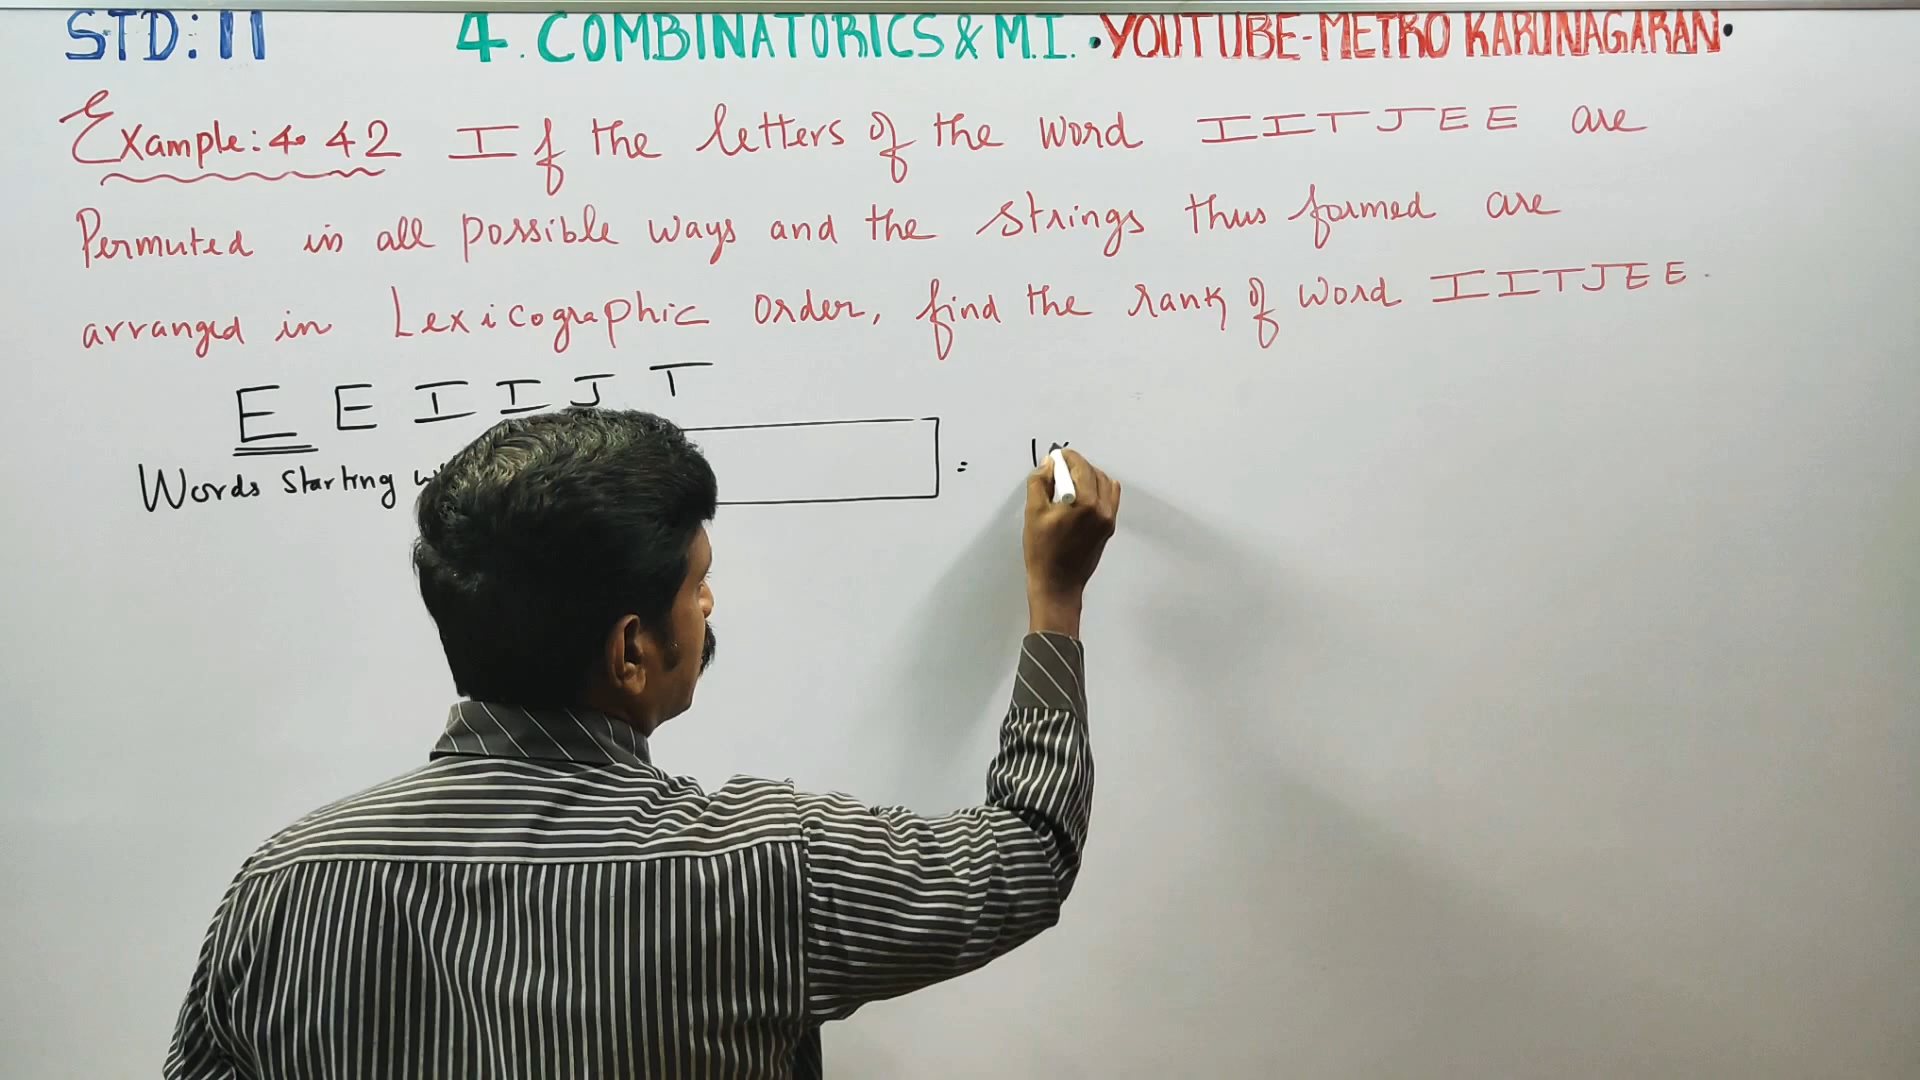 STD: 11 4. COMBINATORICS & M.I. • YOUTUBE-METRO KARUNAGARAN •
Example: 4.42 If the letters of the word IITJEE are
Permuted in all possible ways and the strings thus formed are
arranged in Lexicographic order, find the rank of word IITJEE.
E E I I J T
Words starting =